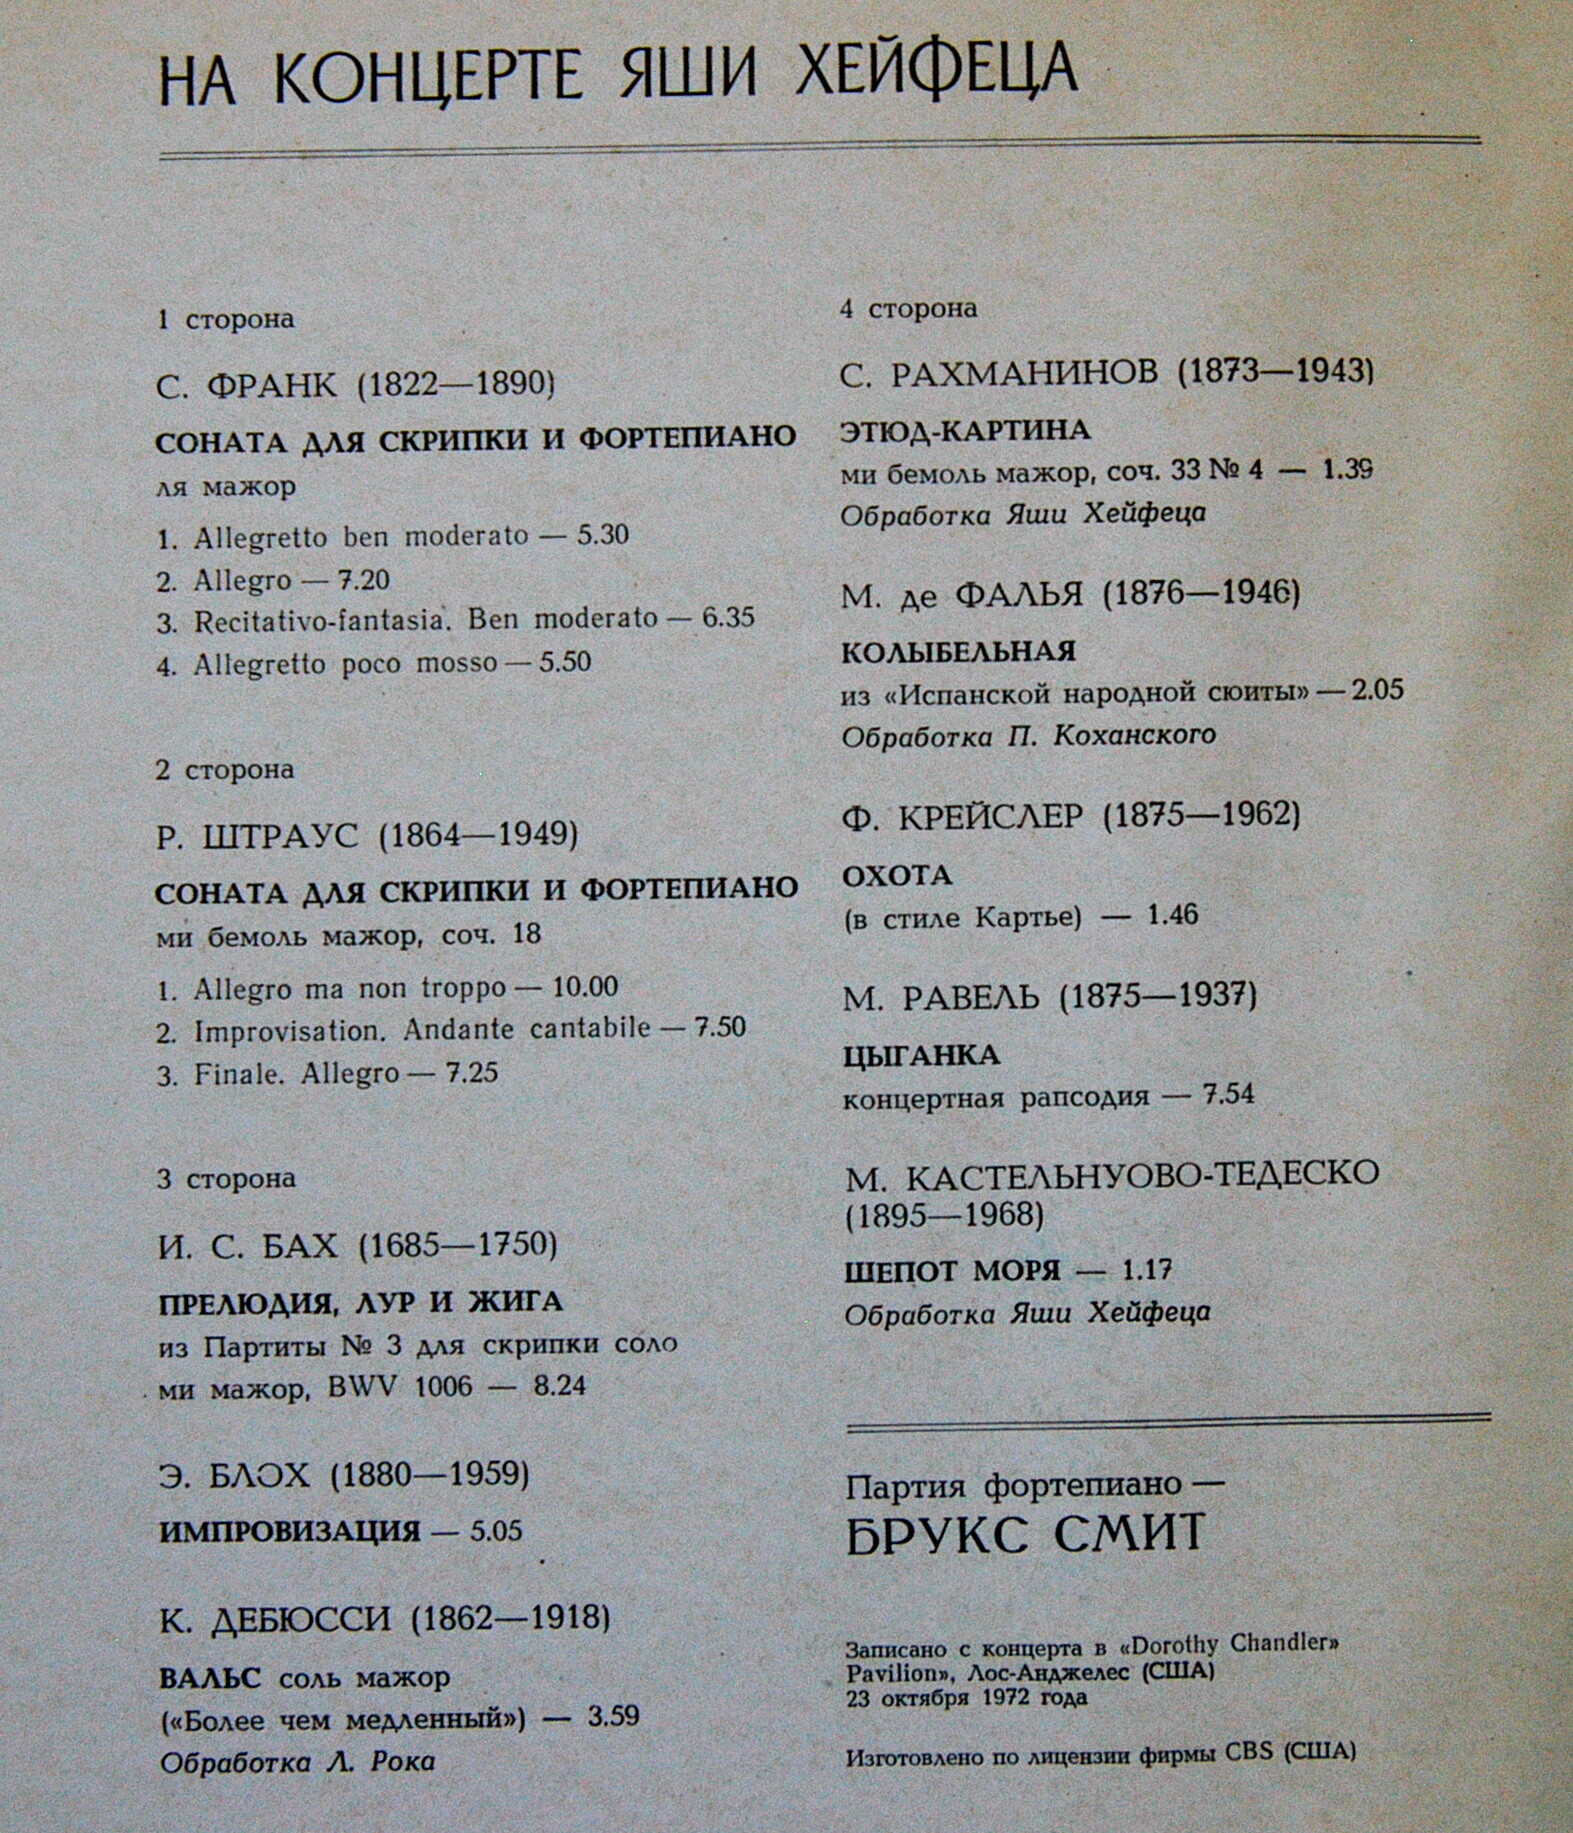 НА КОНЦЕРТЕ ЯШИ ХЕЙФЕЦА
1 сторона
С. ФРАНК (1822—1890)
СОНАТА ДЛЯ СКРИПКИ И ФОРТЕПИАНО
ля мажор
1. Allegretto ben moderato — 5.30
2. Allegro — 7.20
3. Recitativo-fantasia. Ben moderato — 6.35
4. Allegretto poco mosso — 5.50
2 сторона
Р. ШТРАУС (1864—1949)
СОНАТА ДЛЯ СКРИПКИ И ФОРТЕПИАНО
ми бемоль мажор, соч. 18
1. Allegro ma non troppo — 10.00
2. Improvisation. Andante cantabile — 7.50
3. Finale. Allegro — 7.25
3 сторона
И. С. БАХ (1685—1750)
ПРЕЛЮДИЯ, ЛУР И ЖИГА
из Партиты № 3 для скрипки соло
ми мажор, BWV 1006 — 8.24
Э. БЛОХ (1880—1959)
ИМПРОВИЗАЦИЯ — 5.05
К. ДЕБЮССИ (1862—1918)
ВАЛЬС соль мажор
(«Более чем медленный») — 3.59
Обработка Л. Рока
4 сторона
С. РАХМАНИНОВ (1873—1943)
ЭТЮД-КАРТИНА
ми бемоль мажор, соч. 33 № 4 — 1.39
Обработка Яши Хейфеца
М. де ФАЛЬЯ (1876—1946)
КОЛЫБЕЛЬНАЯ
из «Испанской народной сюиты» — 2.05
Обработка П. Коханского
Ф. КРЕЙСЛЕР (1875—1962)
ОХОТА
(в стиле Картье) — 1.46
М. РАВЕЛЬ (1875—1937)
ЦЫГАНКА
концертная рапсодия — 7.54
М. КАСТЕЛЬНУОВО-ТЕДЕСКО
(1895—1968)
ШЕПОТ МОРЯ — 1.17
Обработка Яши Хейфеца
Партия фортепиано —
БРУКС СМИТ
Записано с концерта в «Dorothy Chandler»
Pavilion», Лос-Анджелес (США)
23 октября 1972 года
Изготовлено по лицензии фирмы CBS (США)